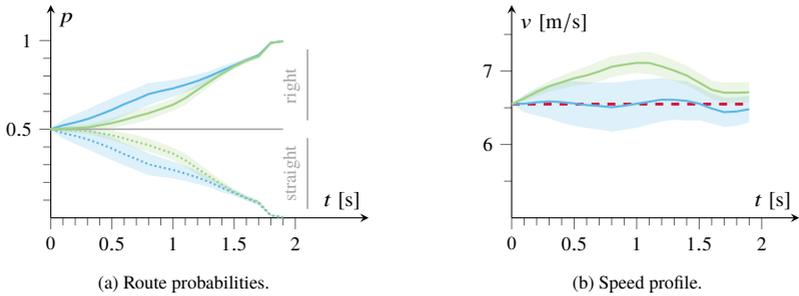 p
1
0.5
right
straight
t [s]
0 0.5 1 1.5 2
(a) Route probabilities.
v [m/s]
7
6
t [s]
0 0.5 1 1.5 2
(b) Speed profile.